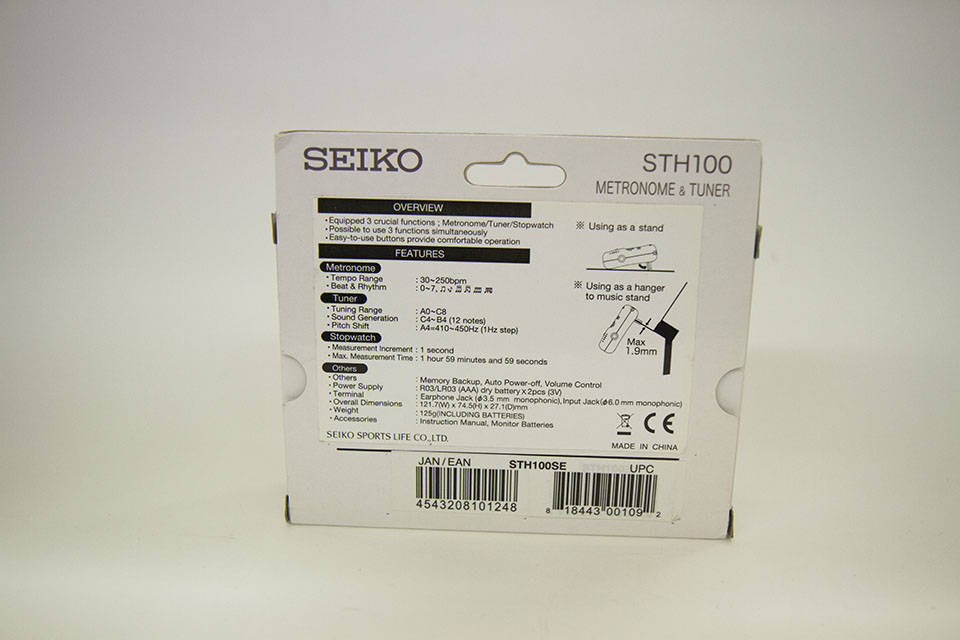 SEIKO
STH100
METRONOME & TUNER
OVERVIEW
・Equipped 3 crucial functions ; Metronome/Tuner/Stopwatch
・Possible to use 3 functions simultaneously
・Easy-to-use buttons provide comfortable operation
FEATURES
Metronome
・Tempo Range : 30~250bpm
・Beat & Rhythm : 0~7,
Tuner
・Tuning Range : A0~C8
・Sound Generation : C4~B4 (12 notes)
・Pitch Shift : A4=410~450Hz (1Hz step)
Stopwatch
・Measurement Increment : 1 second
・Max. Measurement Time : 1 hour 59 minutes and 59 seconds
Others
・Others : Memory Backup, Auto Power-off, Volume Control
・Power Supply : R03/LR03 (AAA) dry battery x 2pcs (3V)
・Terminal : Earphone Jack (ϕ3.5 mm monophonic), Input Jack(ϕ6.0 mm monophonic)
・Overall Dimensions : 121.7(W) x 74.5(H) x 27.1(D)mm
・Weight : 125g(INCLUDING BATTERIES)
・Accessories : Instruction Manual, Monitor Batteries
SEIKO SPORTS LIFE CO.,LTD.
※ Using as a stand
※ Using as a hanger
to music stand
Max
1.9mm
CE
MADE IN CHINA
JAN/EAN
STH100SE
STH100
UPC
4543208101248
8 18443 00109 2